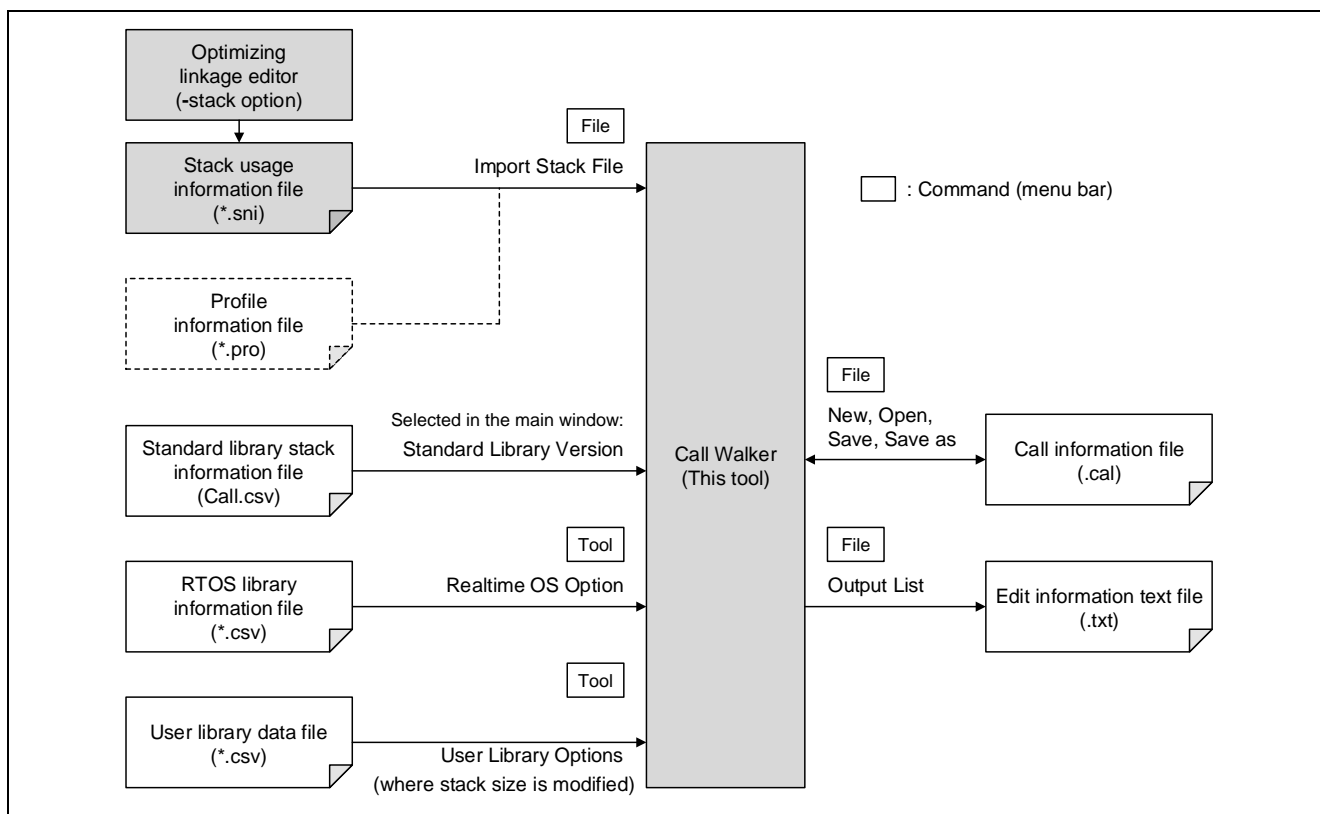 Optimizing
linkage editor
(-stack option)
File
Stack usage
information file
(*.sni)
Import Stack File
: Command (menu bar)
Profile
information file
(*.pro)
File
New, Open,
Save, Save as
Selected in the main window:
Standard Library Version
Standard library stack
information file
(Call.csv)
Call Walker
(This tool)
Call information file
(.cal)
Tool
File
RTOS library
information file
(*.csv)
Realtime OS Option
Output List
Edit information text file
(.txt)
Tool
User library data file
(*.csv)
User Library Options
(where stack size is modified)